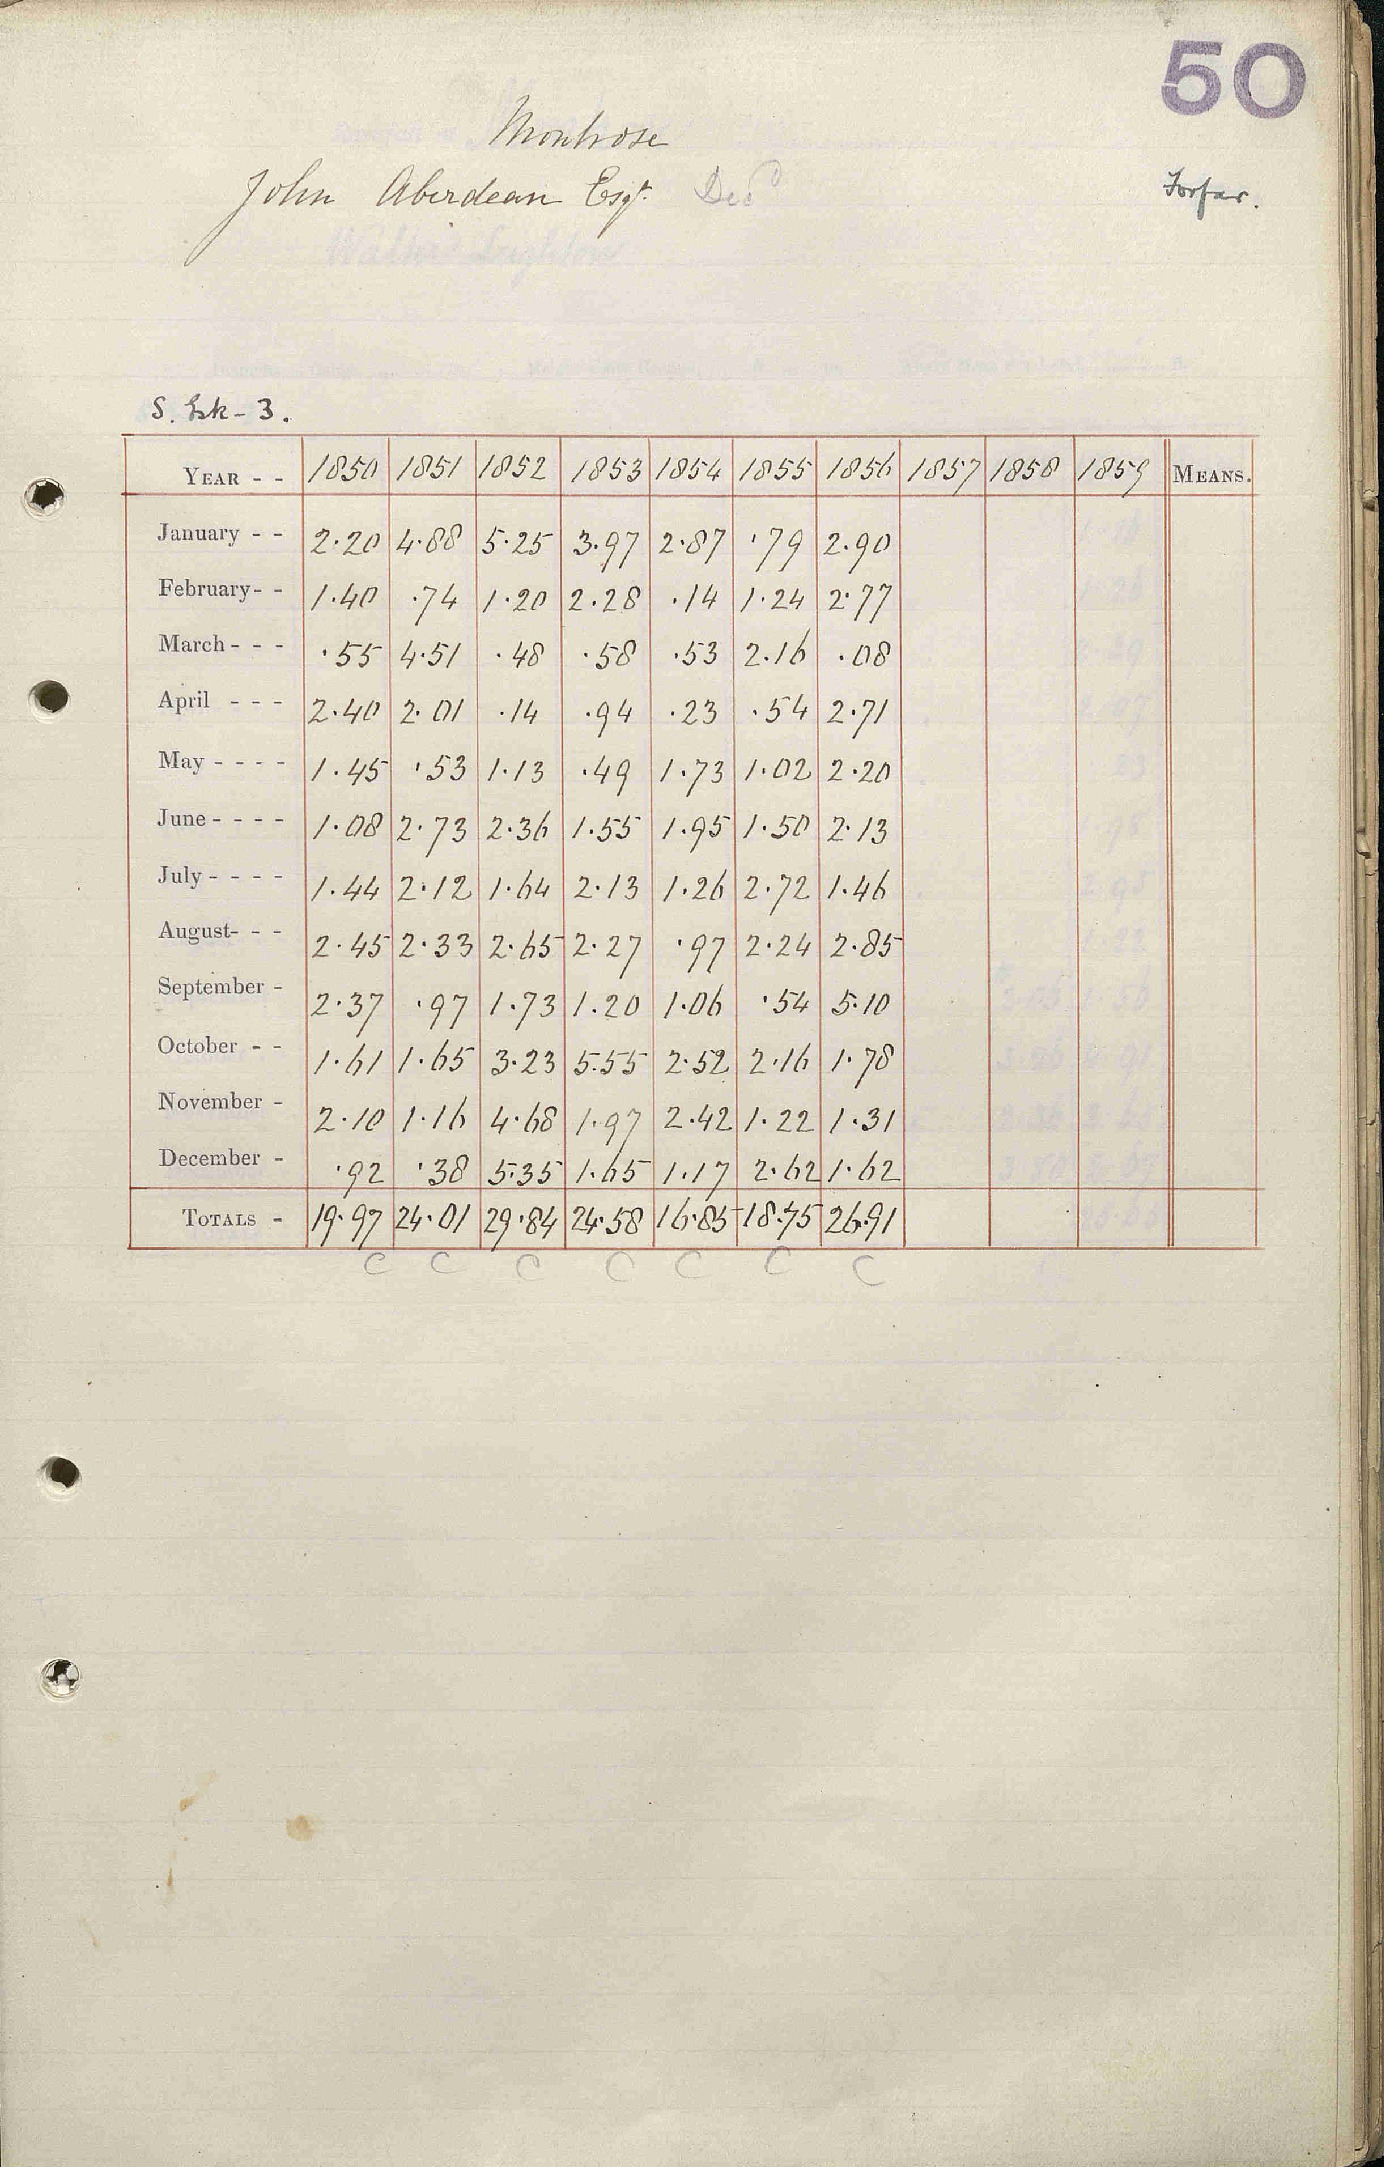 50
Montrose
John Aberdean Esqr. Decd
Forfar.
S. Esk - 3.
YEAR - - 1850 1851 1852 1853 1854 1855 1856 1857 1858 1859 MEANS.
January - - 2.20 4.88 5.25 3.97 2.87 .79 2.90
February - - 1.40 .74 1.20 2.28 .14 1.24 2.77
March - - - .55 4.51 .48 .58 .53 2.16 .08
April - - - 2.40 2.01 .14 .94 .23 .54 2.71
May - - - - 1.45 .53 1.13 .49 1.73 1.02 2.20
June - - - - 1.08 2.73 2.36 1.55 1.95 1.50 2.13
July - - - - 1.44 2.12 1.64 2.13 1.26 2.72 1.46
August - - - 2.45 2.33 2.65 2.27 .97 2.24 2.85
September - 2.37 .97 1.73 1.20 1.06 .54 5.10
October - - 1.61 1.65 3.23 5.55 2.52 2.16 1.78
November - 2.10 1.16 4.68 1.97 2.42 1.22 1.31
December - .92 .38 5.35 1.65 1.17 2.62 1.62
TOTALS - 19.97 24.01 29.84 24.58 16.85 18.75 26.91
C C C C C C C